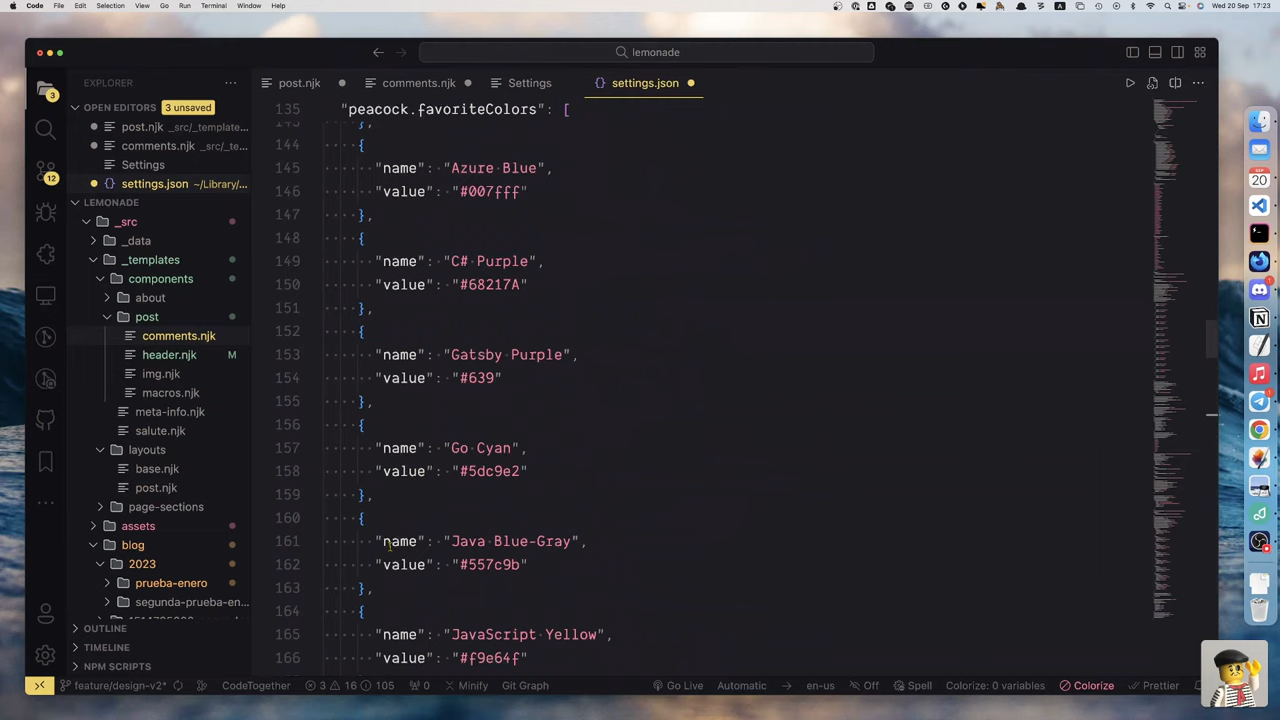 Code File Edit Selection View Go Run Terminal Window Help
A
Wed 20 Sep 17:23
lemonade
EXPLORER
OPEN EDITORS 3 unsaved
post.njk _src/_template...
comments.njk _src/_te...
Settings
settings.json ~/Library/...
LEMONADE
_src
_data
_templates
components
about
post
comments.njk
header.njk M
img.njk
macros.njk
meta-info.njk
salute.njk
layouts
base.njk
post.njk
page-sections
assets
blog
2023
prueba-enero
segunda-prueba-en...
OUTLINE
TIMELINE
NPM SCRIPTS
3
12
post.njk
comments.njk
Settings
{} settings.json
135 "peacock.favoriteColors": [
144 {
145 "name": Blue
146 "value": #007fff"
147 }
148 {
149 "name" Purple"
150 "value" 217A"
151 }
152 {
153 "name": Purple",
154 "value": #639"
155 },
156 {
157 Cyan",
158 "value" 5dc9e2"
159 }
160 {
161 name" Blue-Gray",
162 value" 557c9b"
163 }
164 {
165 "name": "JavaScript Yellow",
166 "value": "#f9e64f"
feature/design-v2* CodeTogether 3 16 105 0 Minify Git Graph Go Live Automatic en-us Off Spell Colorize: 0 variables Colorize Prettier
SEP
20
1
1